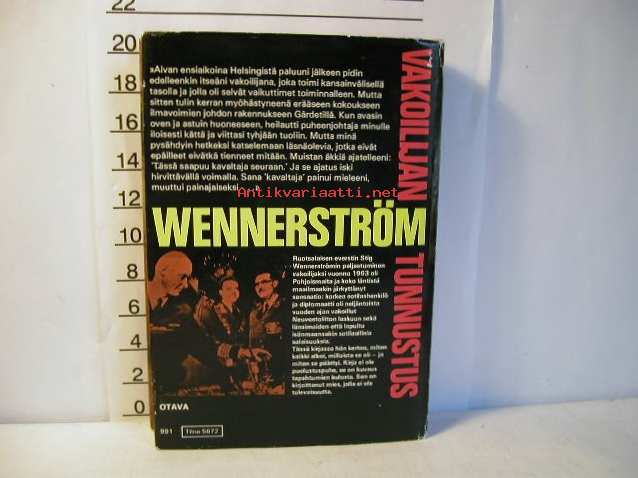 22
20
18
16
14
12
10
8
6
4
2
0
»Aivan ensiaikoina Helsingistä paluuni jälkeen pidin
edelleenkin itseäni vakoilijana, joka toimi kansainvälisellä
tasolla ja jolla oli selvät vaikuttimet toiminnalleen. Mutta
sitten tulin kerran myöhästyneenä erääseen kokoukseen
ilmavoimien johdon rakennukseen Gärdetillä. Kun avasin
oven ja astuin huoneeseen, heilautti puheenjohtaja minulle
iloisesti kättä ja viittasi tyhjään tuoliin. Mutta minä
pysähdyin hetkeksi katselemaan läsnäolevia, jotka eivät
epäilleet eivätkä tienneet mitään. Muistan äkkiä ajatelleeni:
'Tässä saapuu kavaltaja seuraan.' Ja se ajatus iski
hirvittävällä voimalla. Sana 'kavaltaja' painui mieleeni,
muuttui painajaiseksi
Antikvariaatti.net
WENNERSTRÖM
VAKOILIJAN TUNNUSTUS
Ruotsalaisen everstin Stig
Wennerströmin paljastuminen
vakoilijaksi vuonna 1963 oli
Pohjoismaita ja koko läntistä
maailmaakin järkyttänyt
sensaatio: korkea sotilashenkilö
ja diplomaatti oli neljäntoista
vuoden ajan vakoillut
Neuvostoliiton laskuun sekä
länsimaiden että lopulta
isänmaansakin sotilaallisia
salaisuuksia.
Tässä kirjassa hän kertoo, miten
kaikki alkoi, millaista se oli – ja
miten se päättyi. Kirja ei ole
puolustuspuhe, se on kuvaus
tapahtumien kulusta. Sen on
kirjoittanut mies, jolla ei ole
tulevaisuutta.
OTAVA
991 Tilno 5872